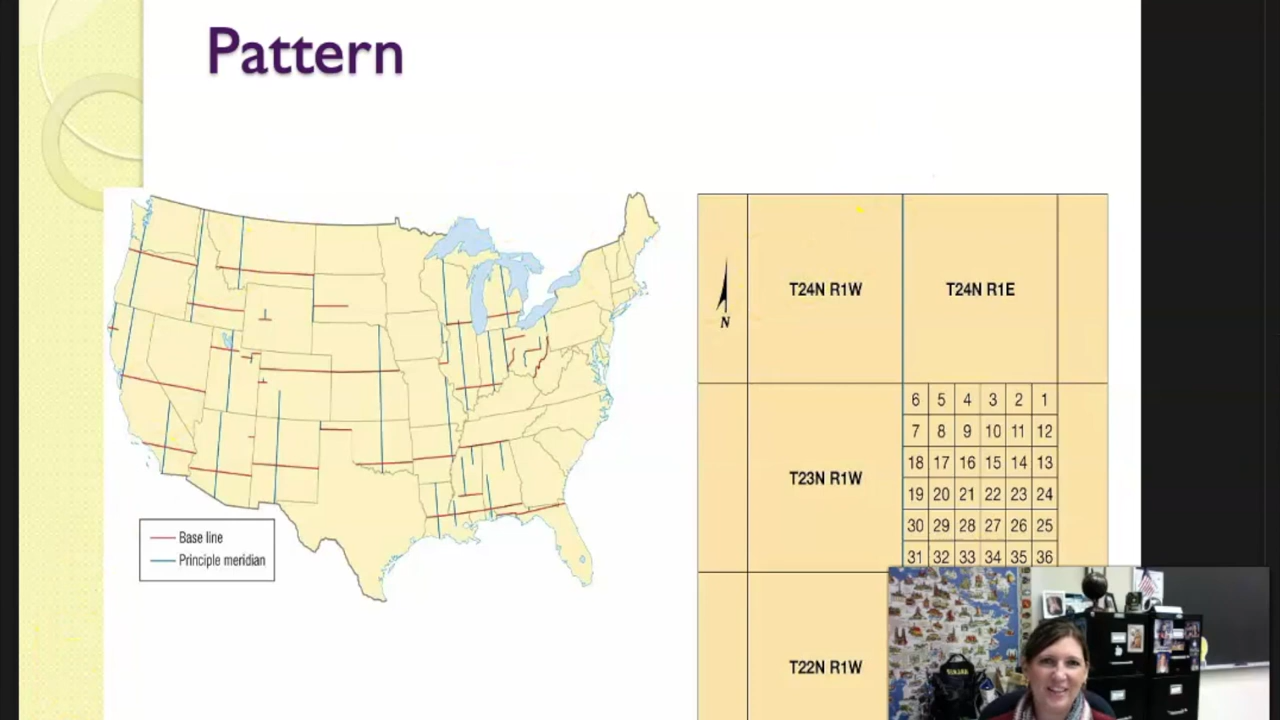 Pattern
Base line
Principle meridian
N
T24N R1W
T24N R1E
T23N R1W
6 5 4 3 2 1
7 8 9 10 11 12
18 17 16 15 14 13
19 20 21 22 23 24
30 29 28 27 26 25
31 32 33 34 35 36
T22N R1W